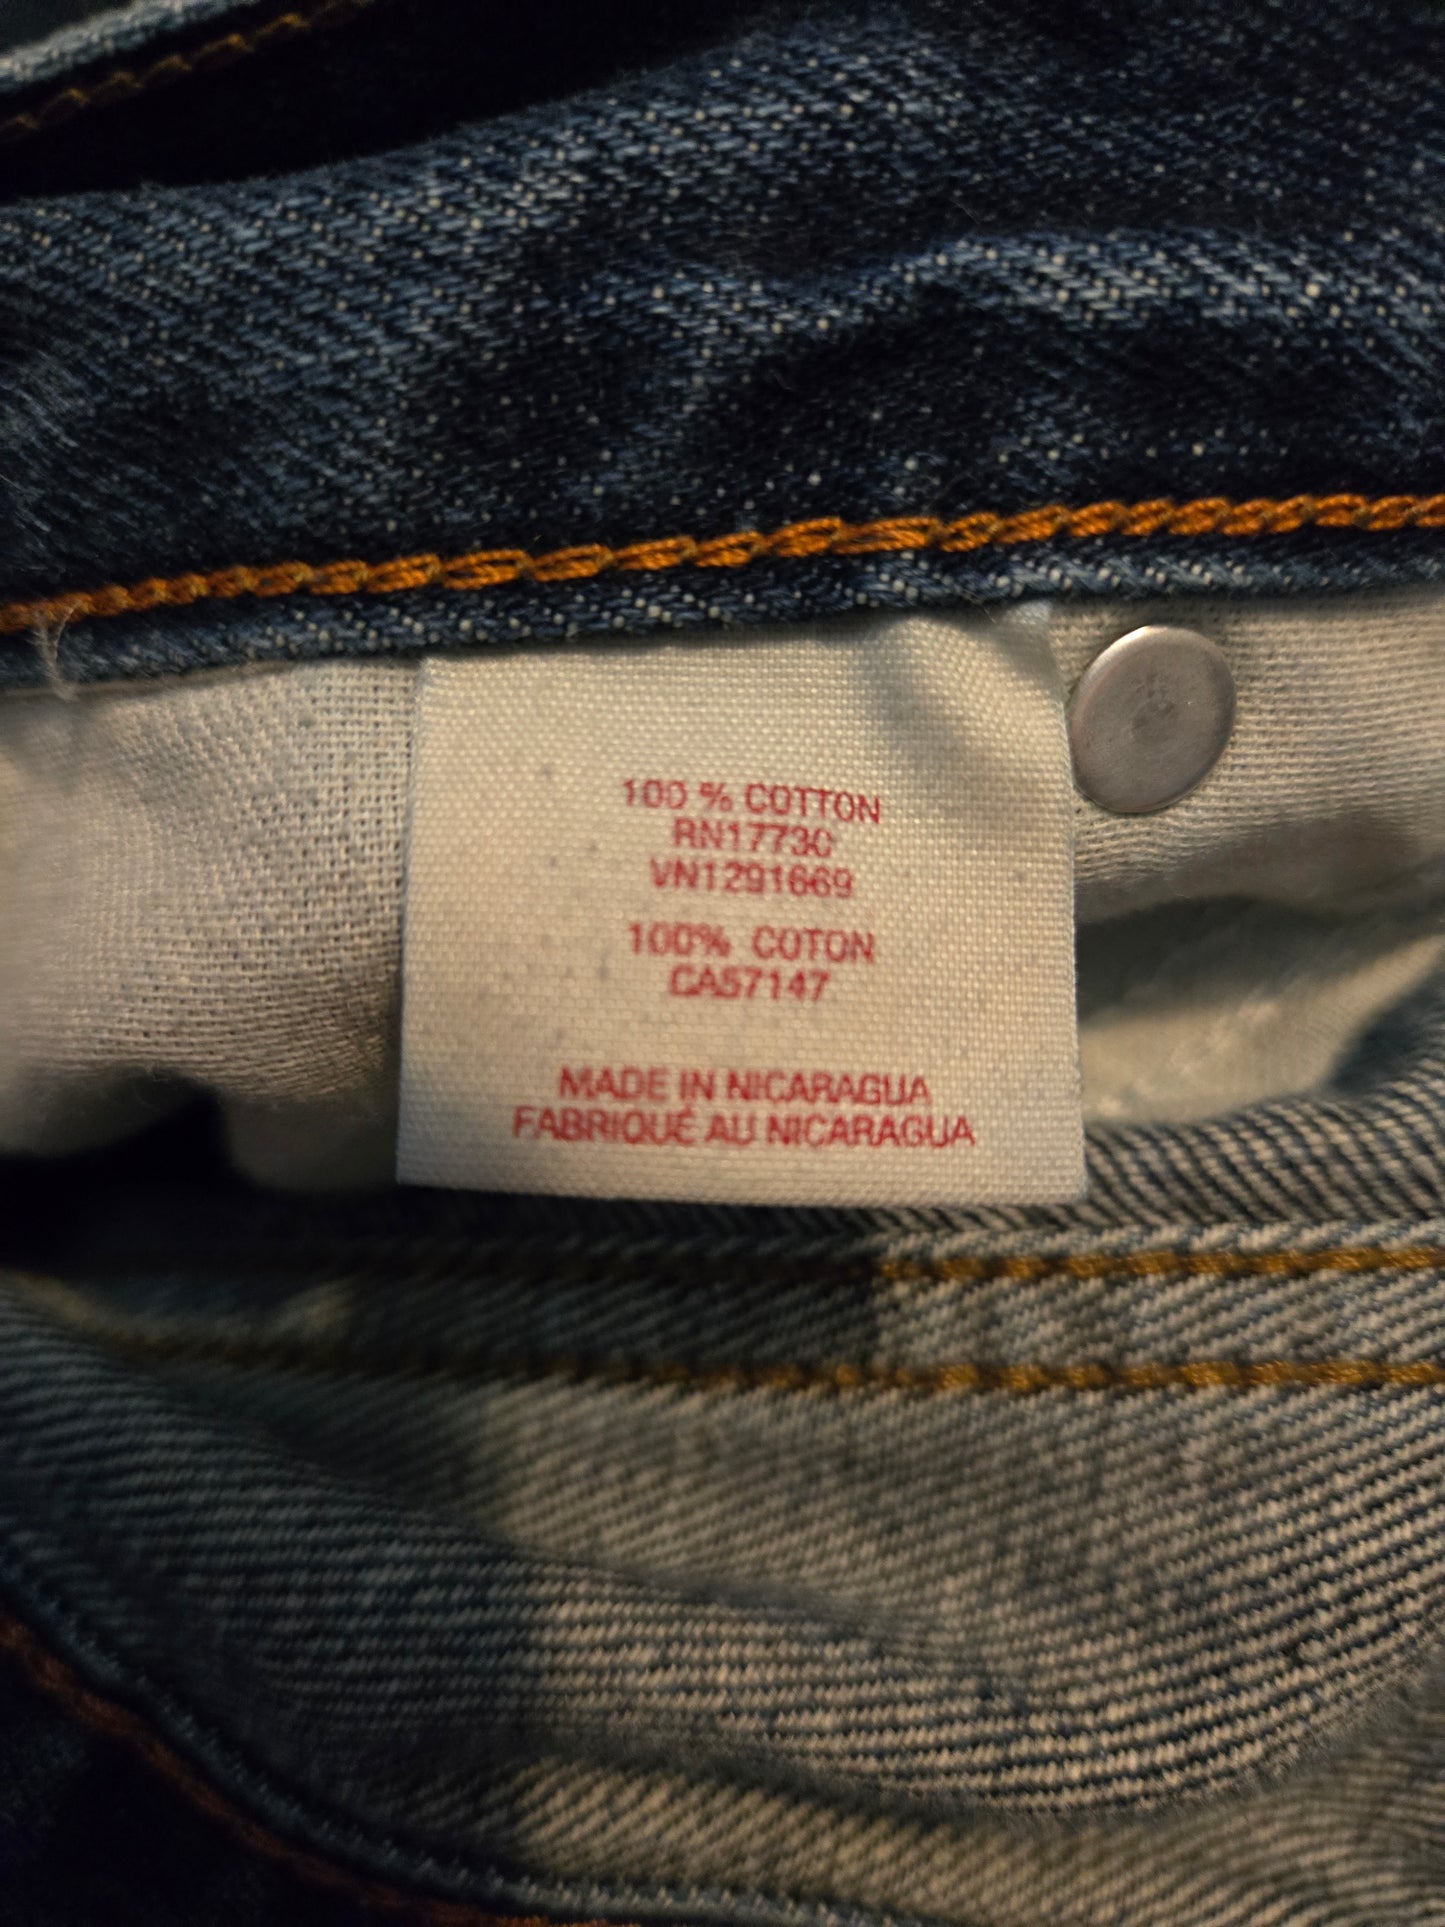 100 % COTTON
RN17730
VN1291669
100% COTON
CA57147
MADE IN NICARAGUA
FABRIQUÉ AU NICARAGUA